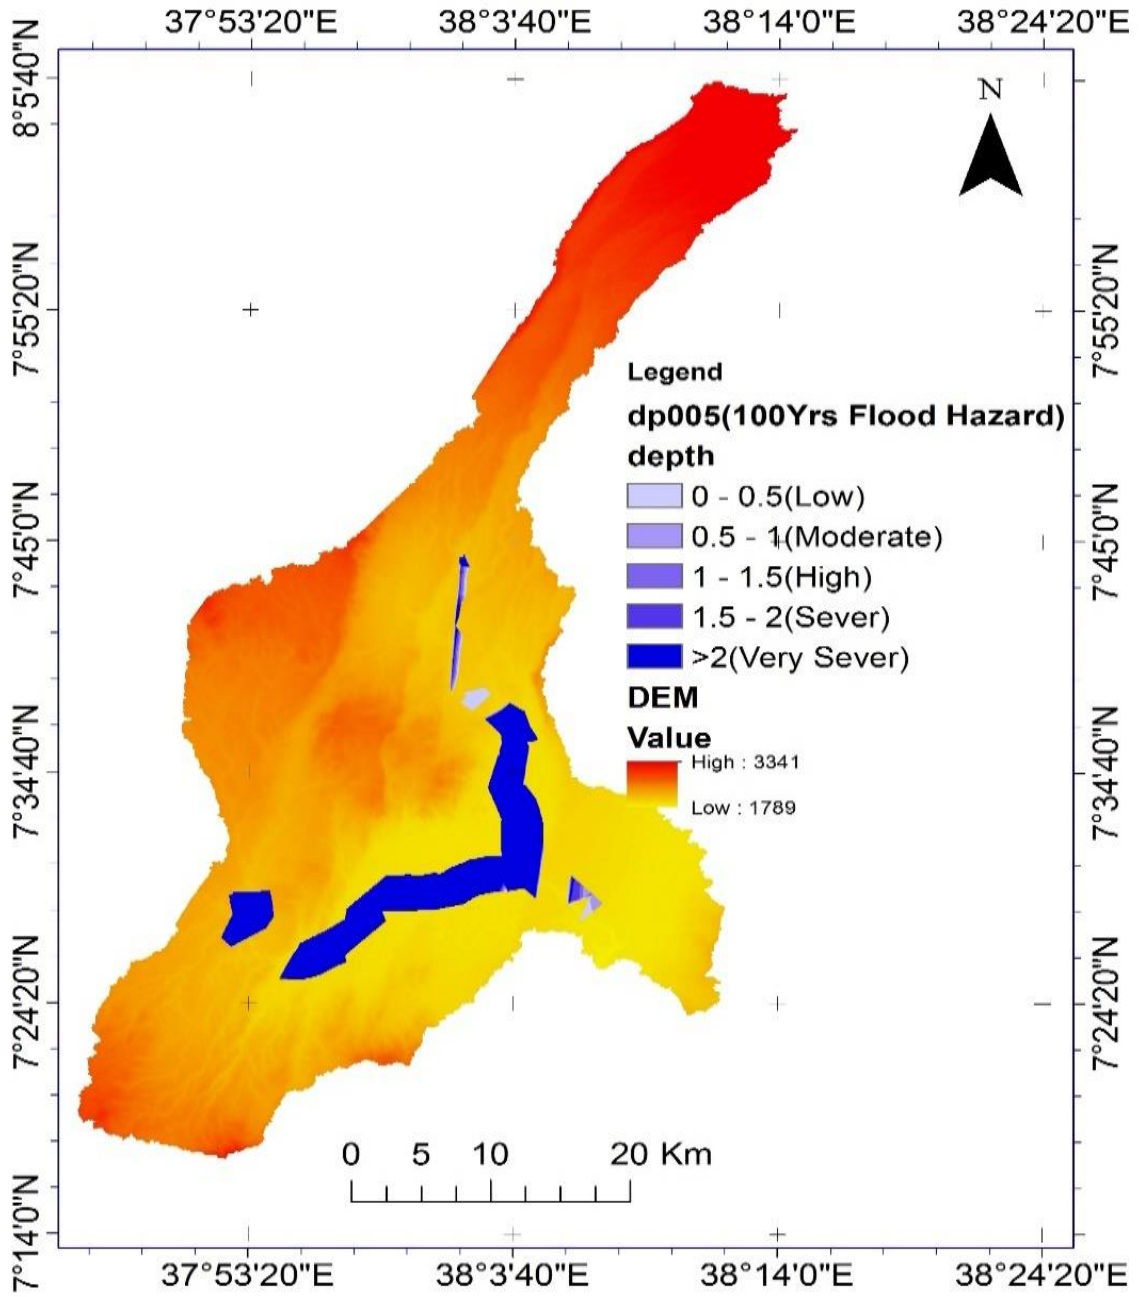 37°53'20"E 38°3'40"E 38°14'0"E 38°24'20"E
8°5'40"N
N
7°55'20"N 7°55'20"N
Legend
dp005(100Yrs Flood Hazard)
depth
0 - 0.5(Low)
0.5 - 1(Moderate)
1 - 1.5(High)
1.5 - 2(Sever)
>2(Very Sever)
7°45'0"N 7°45'0"N
DEM
Value
High : 3341
Low : 1789
7°34'40"N 7°34'40"N
7°24'20"N 7°24'20"N
0 5 10 20 Km
7°14'0"N
37°53'20"E 38°3'40"E 38°14'0"E 38°24'20"E